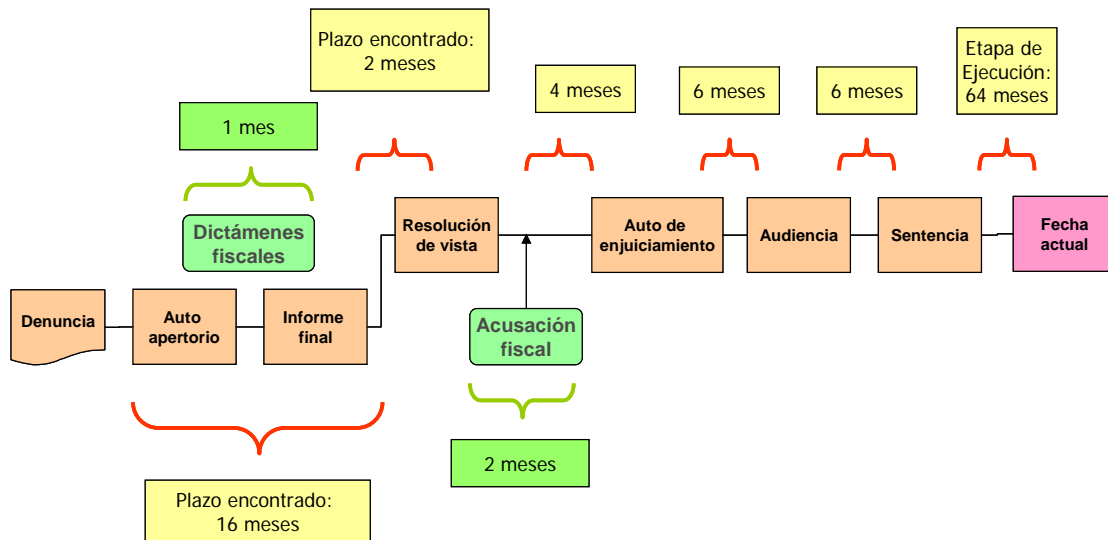 Plazo encontrado:
2 meses
4 meses
6 meses
6 meses
Etapa de
Ejecución:
64 meses
1 mes
Dictámenes
fiscales
Resolución
de vista
Auto de
enjuiciamiento
Audiencia
Sentencia
Fecha
actual
Denuncia
Auto
apertorio
Informe
final
Acusación
fiscal
2 meses
Plazo encontrado:
16 meses